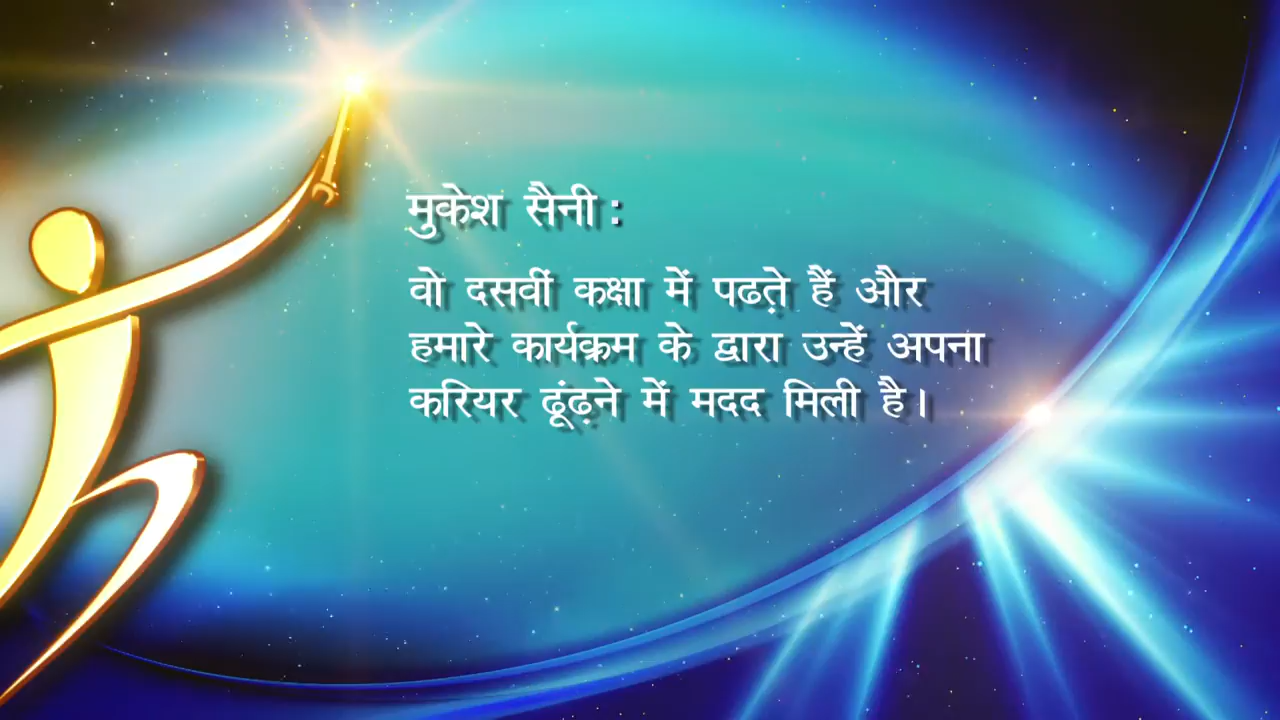 मुकेश सैनी :
वो दसवीं कक्षा में पढते़ हैं और
हमारे कार्यक्रम के द्वारा उन्हें अपना
करियर ढूंढ़ने में मदद मिली है।